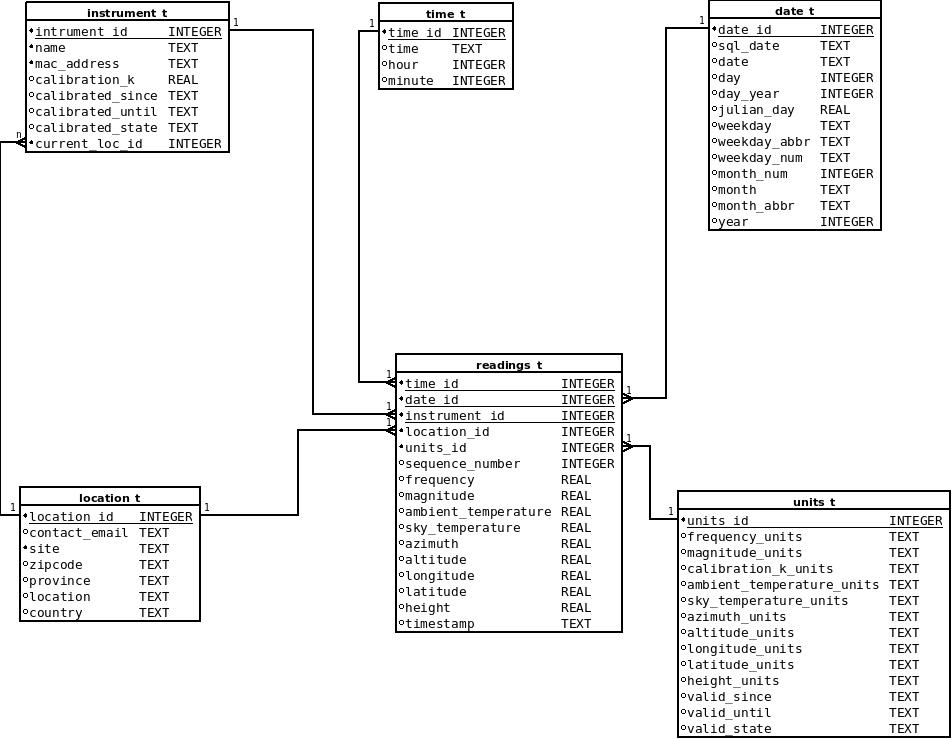 instrument_t
intrument_id INTEGER
name TEXT
mac_address TEXT
calibration_k REAL
calibrated_since TEXT
calibrated_until TEXT
calibrated_state TEXT
current_loc_id INTEGER
1
n
time_t
time_id INTEGER
time TEXT
hour INTEGER
minute INTEGER
1
date_t
date_id INTEGER
sql_date TEXT
date TEXT
day INTEGER
day_year INTEGER
julian_day REAL
weekday TEXT
weekday_abbr TEXT
weekday_num TEXT
month_num INTEGER
month TEXT
month_abbr TEXT
year INTEGER
1
readings_t
time_id INTEGER
date_id INTEGER
instrument_id INTEGER
location_id INTEGER
units_id INTEGER
sequence_number INTEGER
frequency REAL
magnitude REAL
ambient_temperature REAL
sky_temperature REAL
azimuth REAL
altitude REAL
longitude REAL
latitude REAL
height REAL
timestamp TEXT
1
1
1
1
1
location_t
location_id INTEGER
contact_email TEXT
site TEXT
zipcode TEXT
province TEXT
location TEXT
country TEXT
1
1
units_t
units_id INTEGER
frequency_units TEXT
magnitude_units TEXT
calibration_k_units TEXT
ambient_temperature_units TEXT
sky_temperature_units TEXT
azimuth_units TEXT
altitude_units TEXT
longitude_units TEXT
latitude_units TEXT
height_units TEXT
valid_since TEXT
valid_until TEXT
valid_state TEXT
1